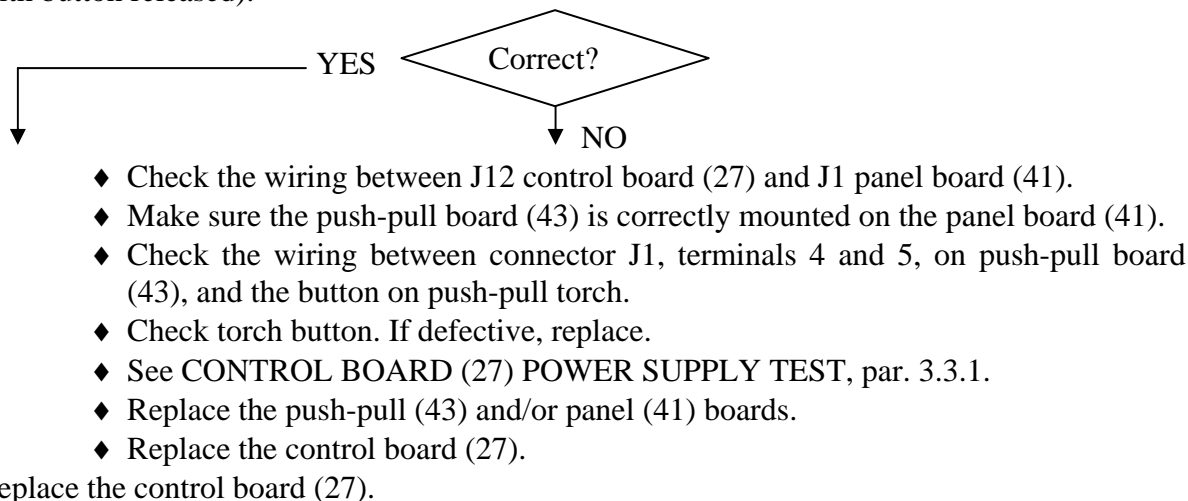 button released).
YES Correct?
NO
♦ Check the wiring between J12 control board (27) and J1 panel board (41).
♦ Make sure the push-pull board (43) is correctly mounted on the panel board (41).
♦ Check the wiring between connector J1, terminals 4 and 5, on push-pull board
(43), and the button on push-pull torch.
♦ Check torch button. If defective, replace.
♦ See CONTROL BOARD (27) POWER SUPPLY TEST, par. 3.3.1.
♦ Replace the push-pull (43) and/or panel (41) boards.
♦ Replace the control board (27).
eplace the control board (27).